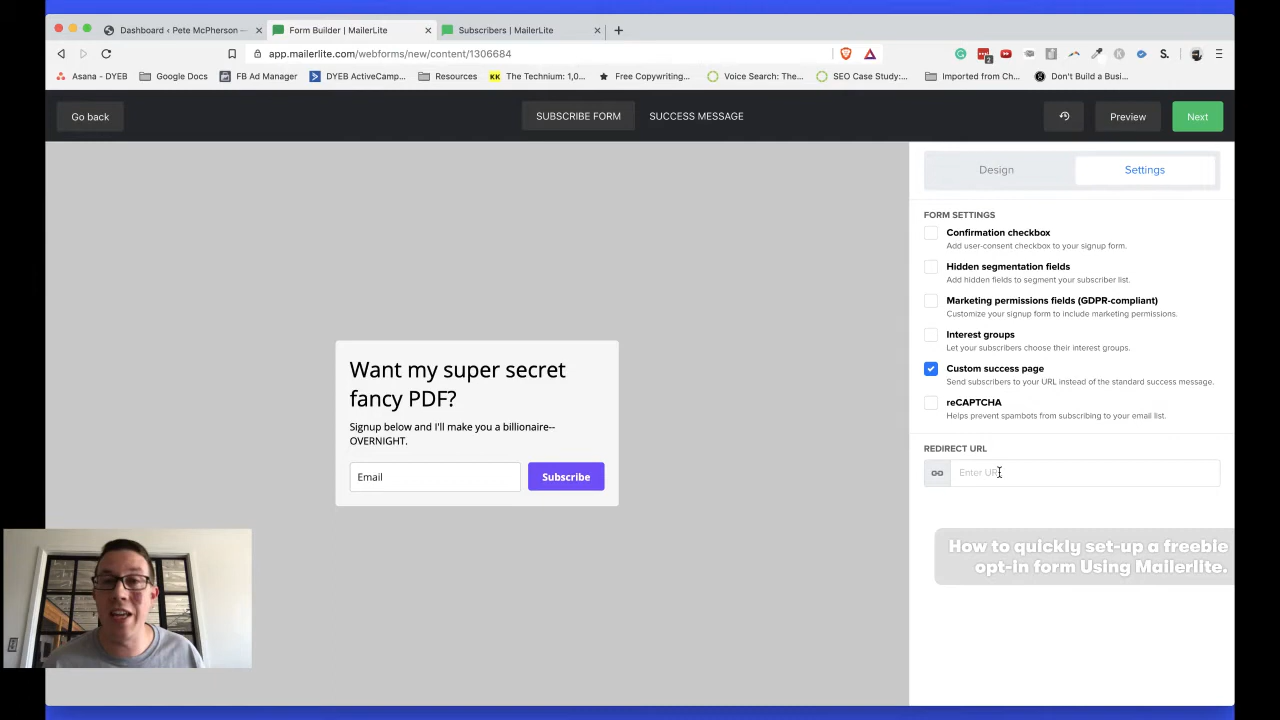 Dashboard ‹ Pete McPherson —
Form Builder | MailerLite
Subscribers | MailerLite
app.mailerlite.com/webforms/new/content/1306684
Asana - DYEB
Google Docs
FB Ad Manager
DYEB ActiveCamp...
Resources
KK The Technium: 1,0...
Free Copywriting...
Voice Search: The...
SEO Case Study:...
Imported from Ch...
Don't Build a Busi...
Go back
SUBSCRIBE FORM
SUCCESS MESSAGE
Preview
Next
Design
Settings
FORM SETTINGS
Confirmation checkbox
Add user-consent checkbox to your signup form.
Hidden segmentation fields
Add hidden fields to segment your subscriber list.
Marketing permissions fields (GDPR-compliant)
Customize your signup form to include marketing permissions.
Interest groups
Let your subscribers choose their interest groups.
Custom success page
Send subscribers to your URL instead of the standard success message.
reCAPTCHA
Helps prevent spambots from subscribing to your email list.
REDIRECT URL
Enter URL
Want my super secret
fancy PDF?
Signup below and I'll make you a billionaire--
OVERNIGHT.
Email
Subscribe
How to quickly set-up a freebie
opt-in form Using Mailerlite.